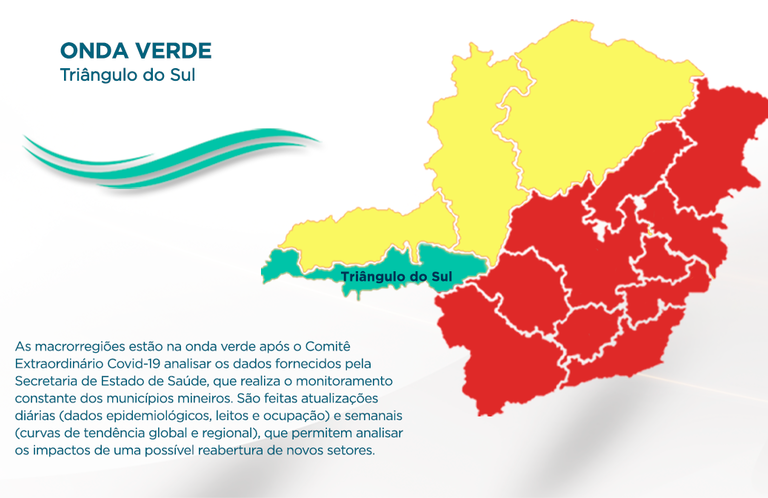 ONDA VERDE
Triângulo do Sul
Triângulo do Sul
As macrorregiões estão na onda verde após o Comitê
Extraordinário Covid-19 analisar os dados fornecidos pela
Secretaria de Estado de Saúde, que realiza o monitoramento
constante dos municípios mineiros. São feitas atualizações
diárias (dados epidemiológicos, leitos e ocupação) e semanais
(curvas de tendência global e regional), que permitem analisar
os impactos de uma possível reabertura de novos setores.